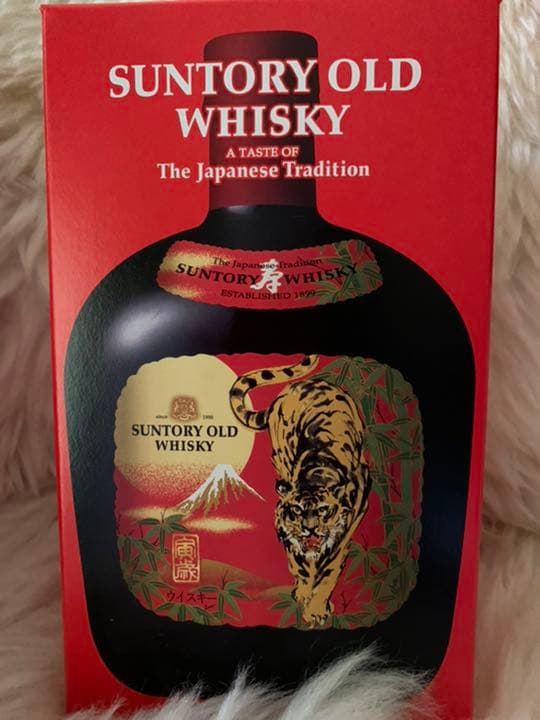 SUNTORY OLD
WHISKY
A TASTE OF
The Japanese Tradition
The Japanese Tradition
SUNTORY 寿 WHISKY
ESTABLISHED 1899
since 1899
SUNTORY OLD
WHISKY
寅歳
ウイスキー